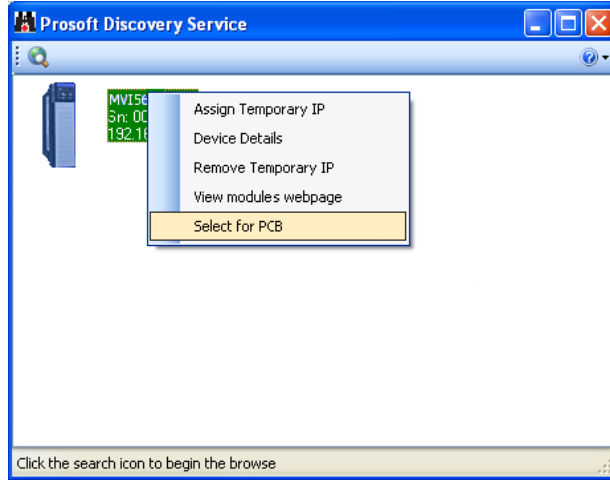 Prosoft Discovery Service
MVI56
Sn: 00
192.16
Assign Temporary IP
Device Details
Remove Temporary IP
View modules webpage
Select for PCB
Click the search icon to begin the browse